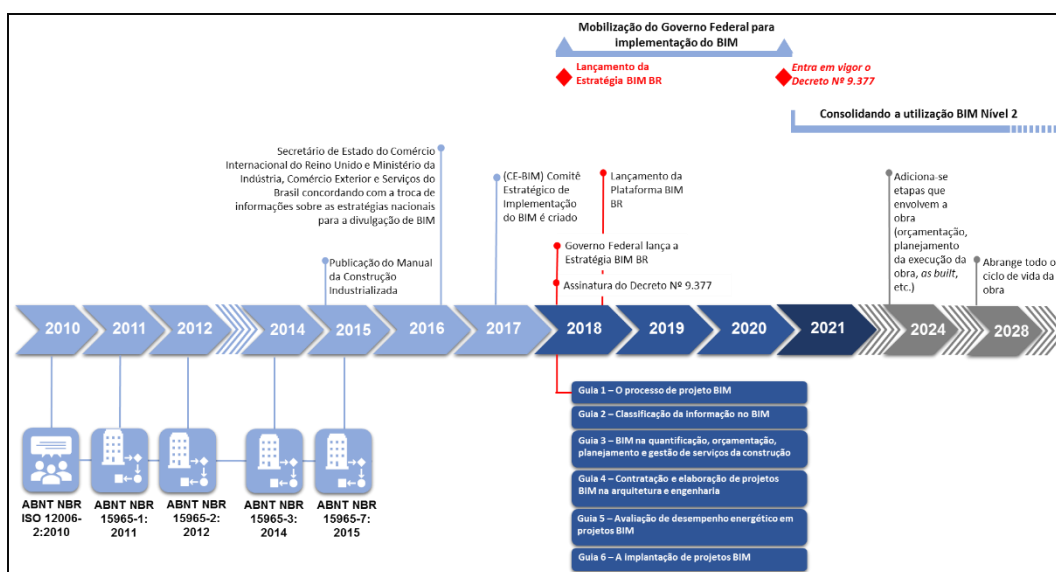 Mobilização do Governo Federal para
implementação do BIM
Lançamento da
Estratégia BIM BR
Entra em vigor o
Decreto Nº 9.377
Consolidando a utilização BIM Nível 2
Secretário de Estado do Comércio
Internacional do Reino Unido e Ministério da
Indústria, Comércio Exterior e Serviços do
Brasil concordando com a troca de
informações sobre as estratégias nacionais
para a divulgação de BIM
(CE-BIM) Comitê
Estratégico de
Implementação
do BIM é criado
Lançamento da
Plataforma BIM
BR
Adiciona-se
etapas que
envolvem a
obra
(orçamentação,
planejamento
da execução da
obra, as built,
etc.)
Publicação do Manual
da Construção
Industrializada
Governo Federal lança a
Estratégia BIM BR
Assinatura do Decreto Nº 9.377
Abrange todo o
ciclo de vida da
obra
2010
2011
2012
2014
2015
2016
2017
2018
2019
2020
2021
2024
2028
ABNT NBR
ISO 12006-
2:2010
ABNT NBR
15965-1:
2011
ABNT NBR
15965-2:
2012
ABNT NBR
15965-3:
2014
ABNT NBR
15965-7:
2015
Guia 1 – O processo de projeto BIM
Guia 2 – Classificação da informação no BIM
Guia 3 – BIM na quantificação, orçamentação,
planejamento e gestão de serviços da construção
Guia 4 – Contratação e elaboração de projetos
BIM na arquitetura e engenharia
Guia 5 – Avaliação de desempenho energético em
projetos BIM
Guia 6 – A implantação de projetos BIM